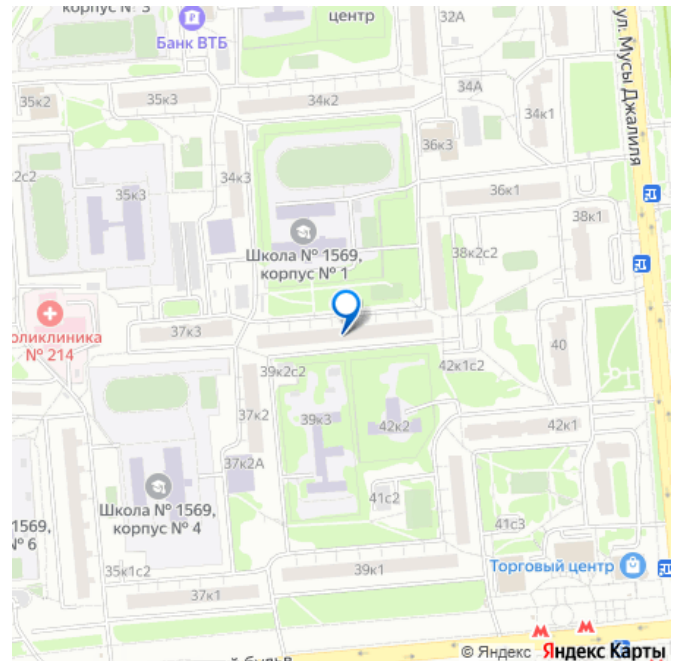 корпус № 3
центр
32А
Банк ВТБ
ул. Мусы Джалиля
35к2
35к3
34к2
34А
34к1
36к3
2с2
35к3
34к3
36к1
38к1
Школа № 1569,
корпус № 1
38к2с2
оликлиника
№ 214
37к3
40
39к2с2
42к1с2
37к2
39к3
42к2
42к1
37к2А
Школа № 1569,
корпус № 4
41с2
1569,
№ 6
41с3
35к1с2
39к1
Торговый центр
37к1
© Яндекс Яндекс Карты